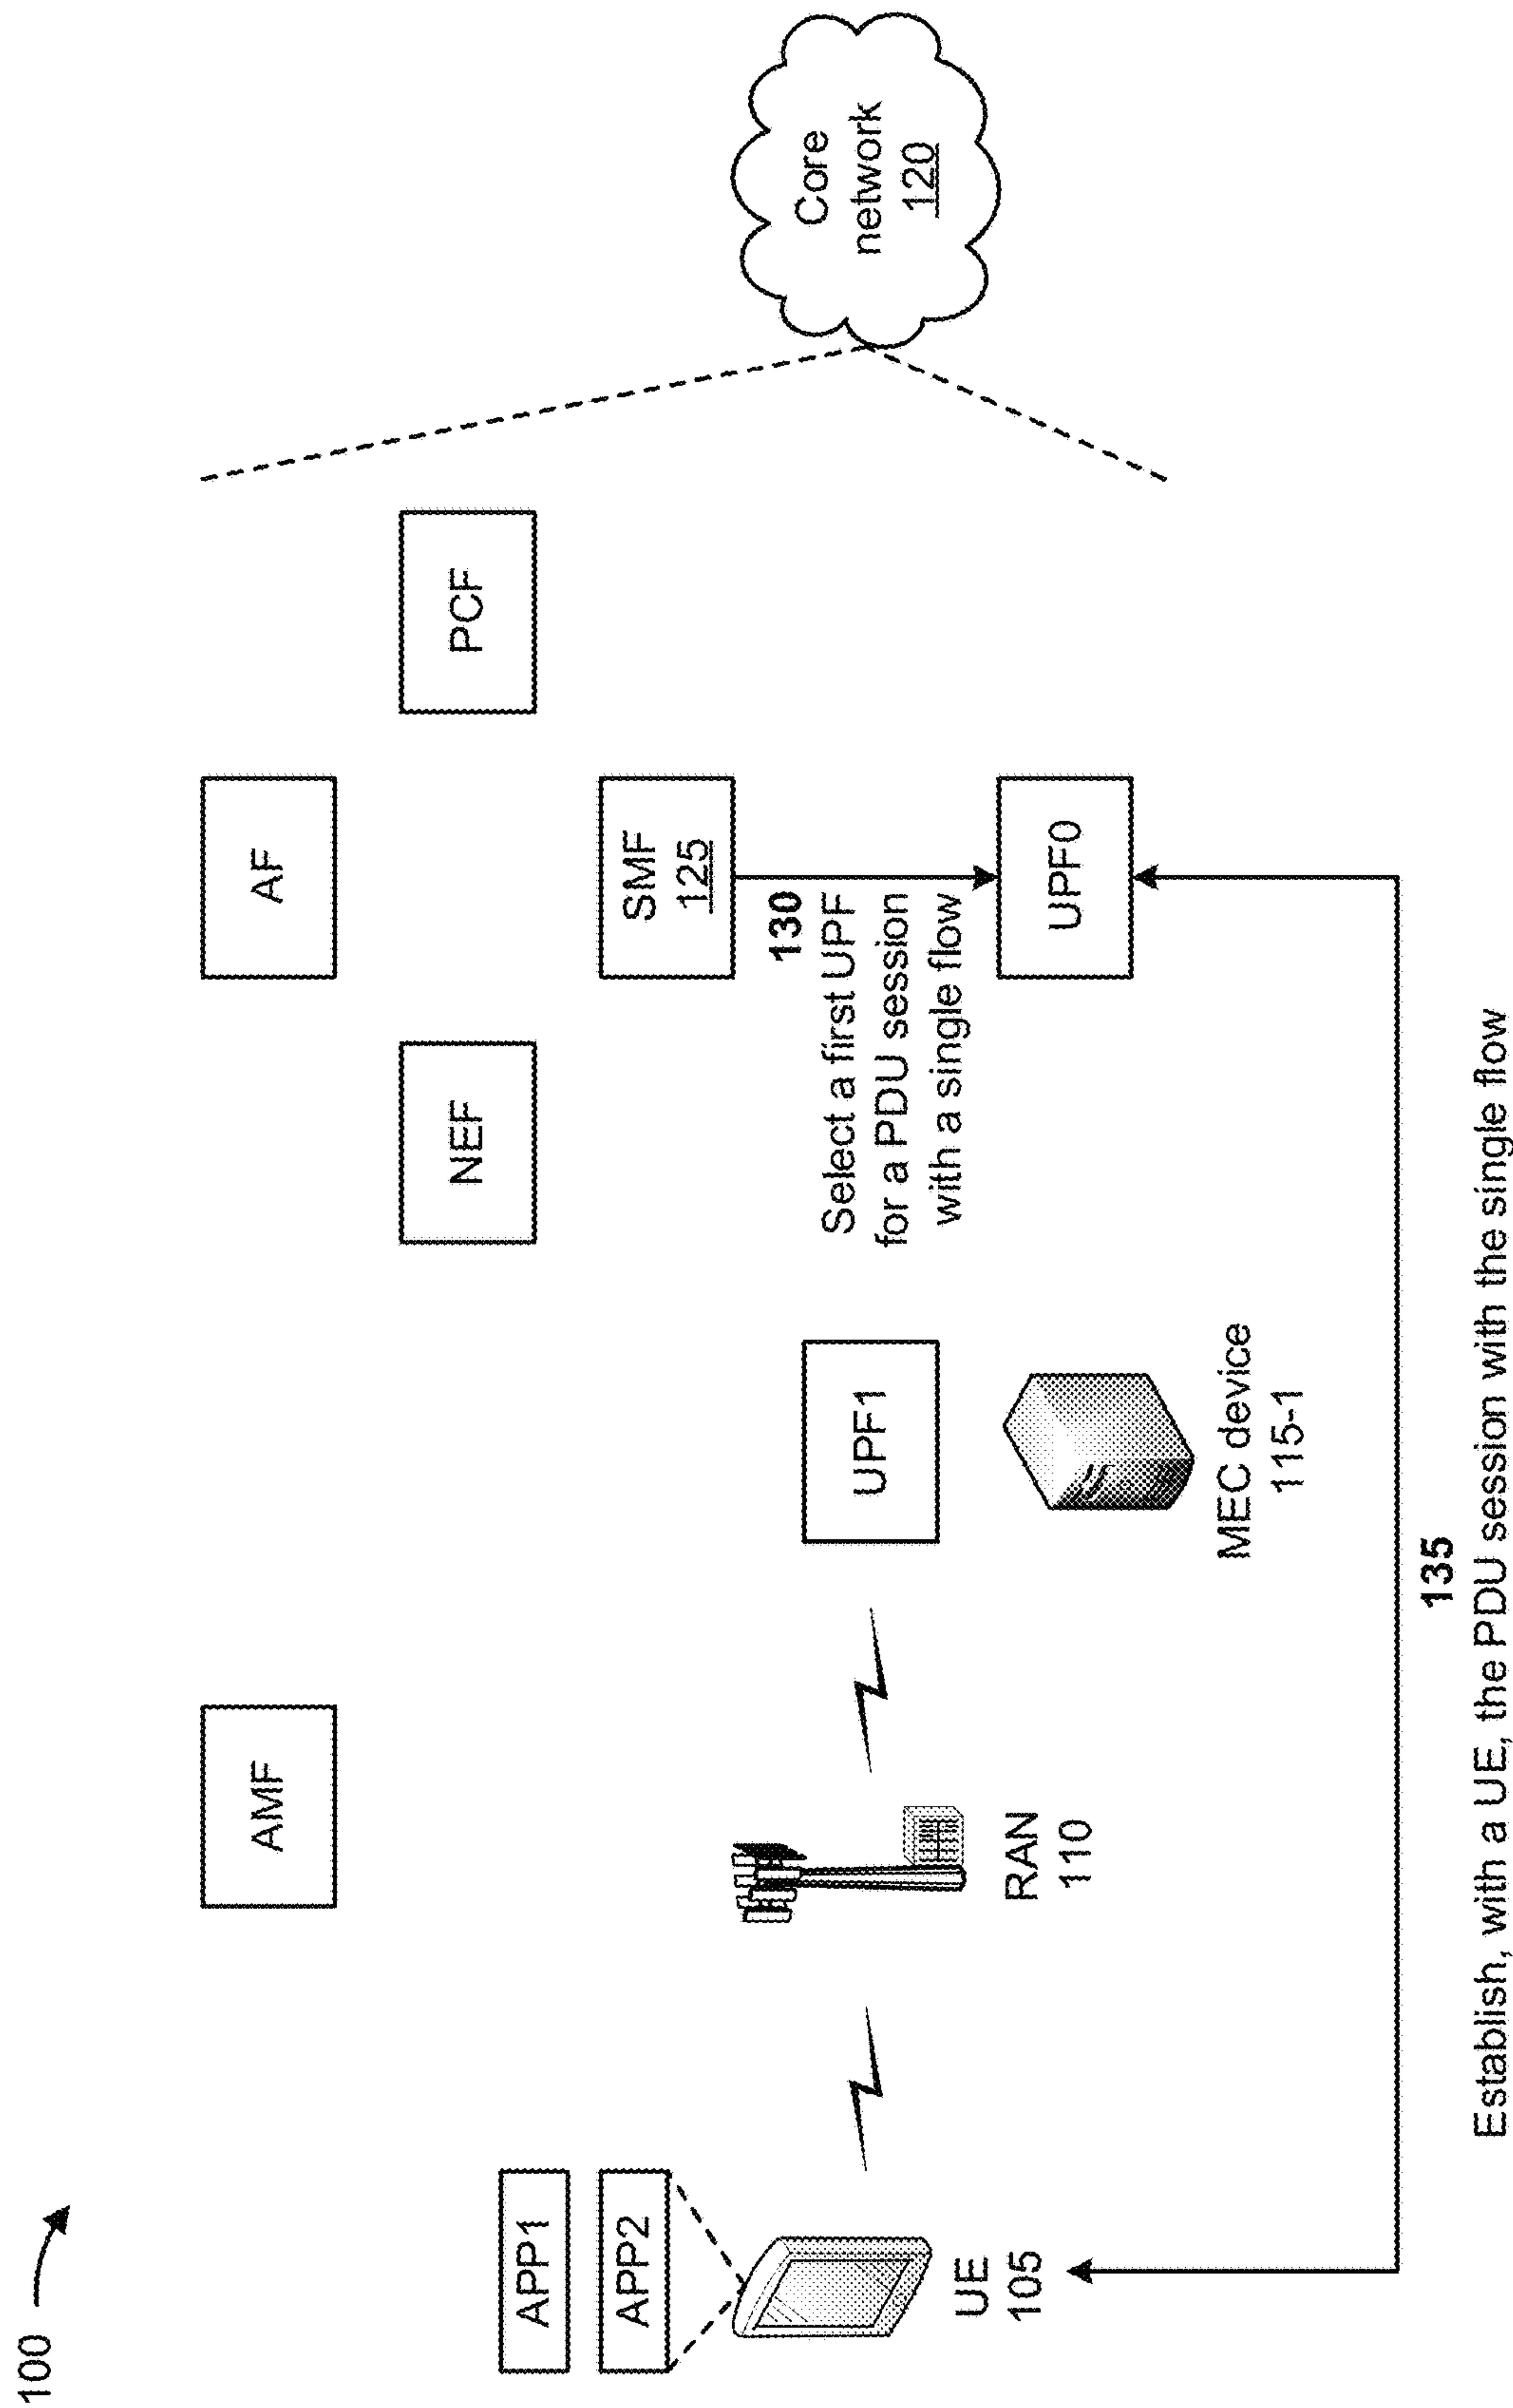 100
AMF
AF
NEF
PCF
APP1
APP2
SMF
125
130
Select a first UPF
for a PDU session
with a single flow
Core
network
120
UPF1
UPF0
UE
105
RAN
110
MEC device
115-1
135
Establish, with a UE, the PDU session with the single flow